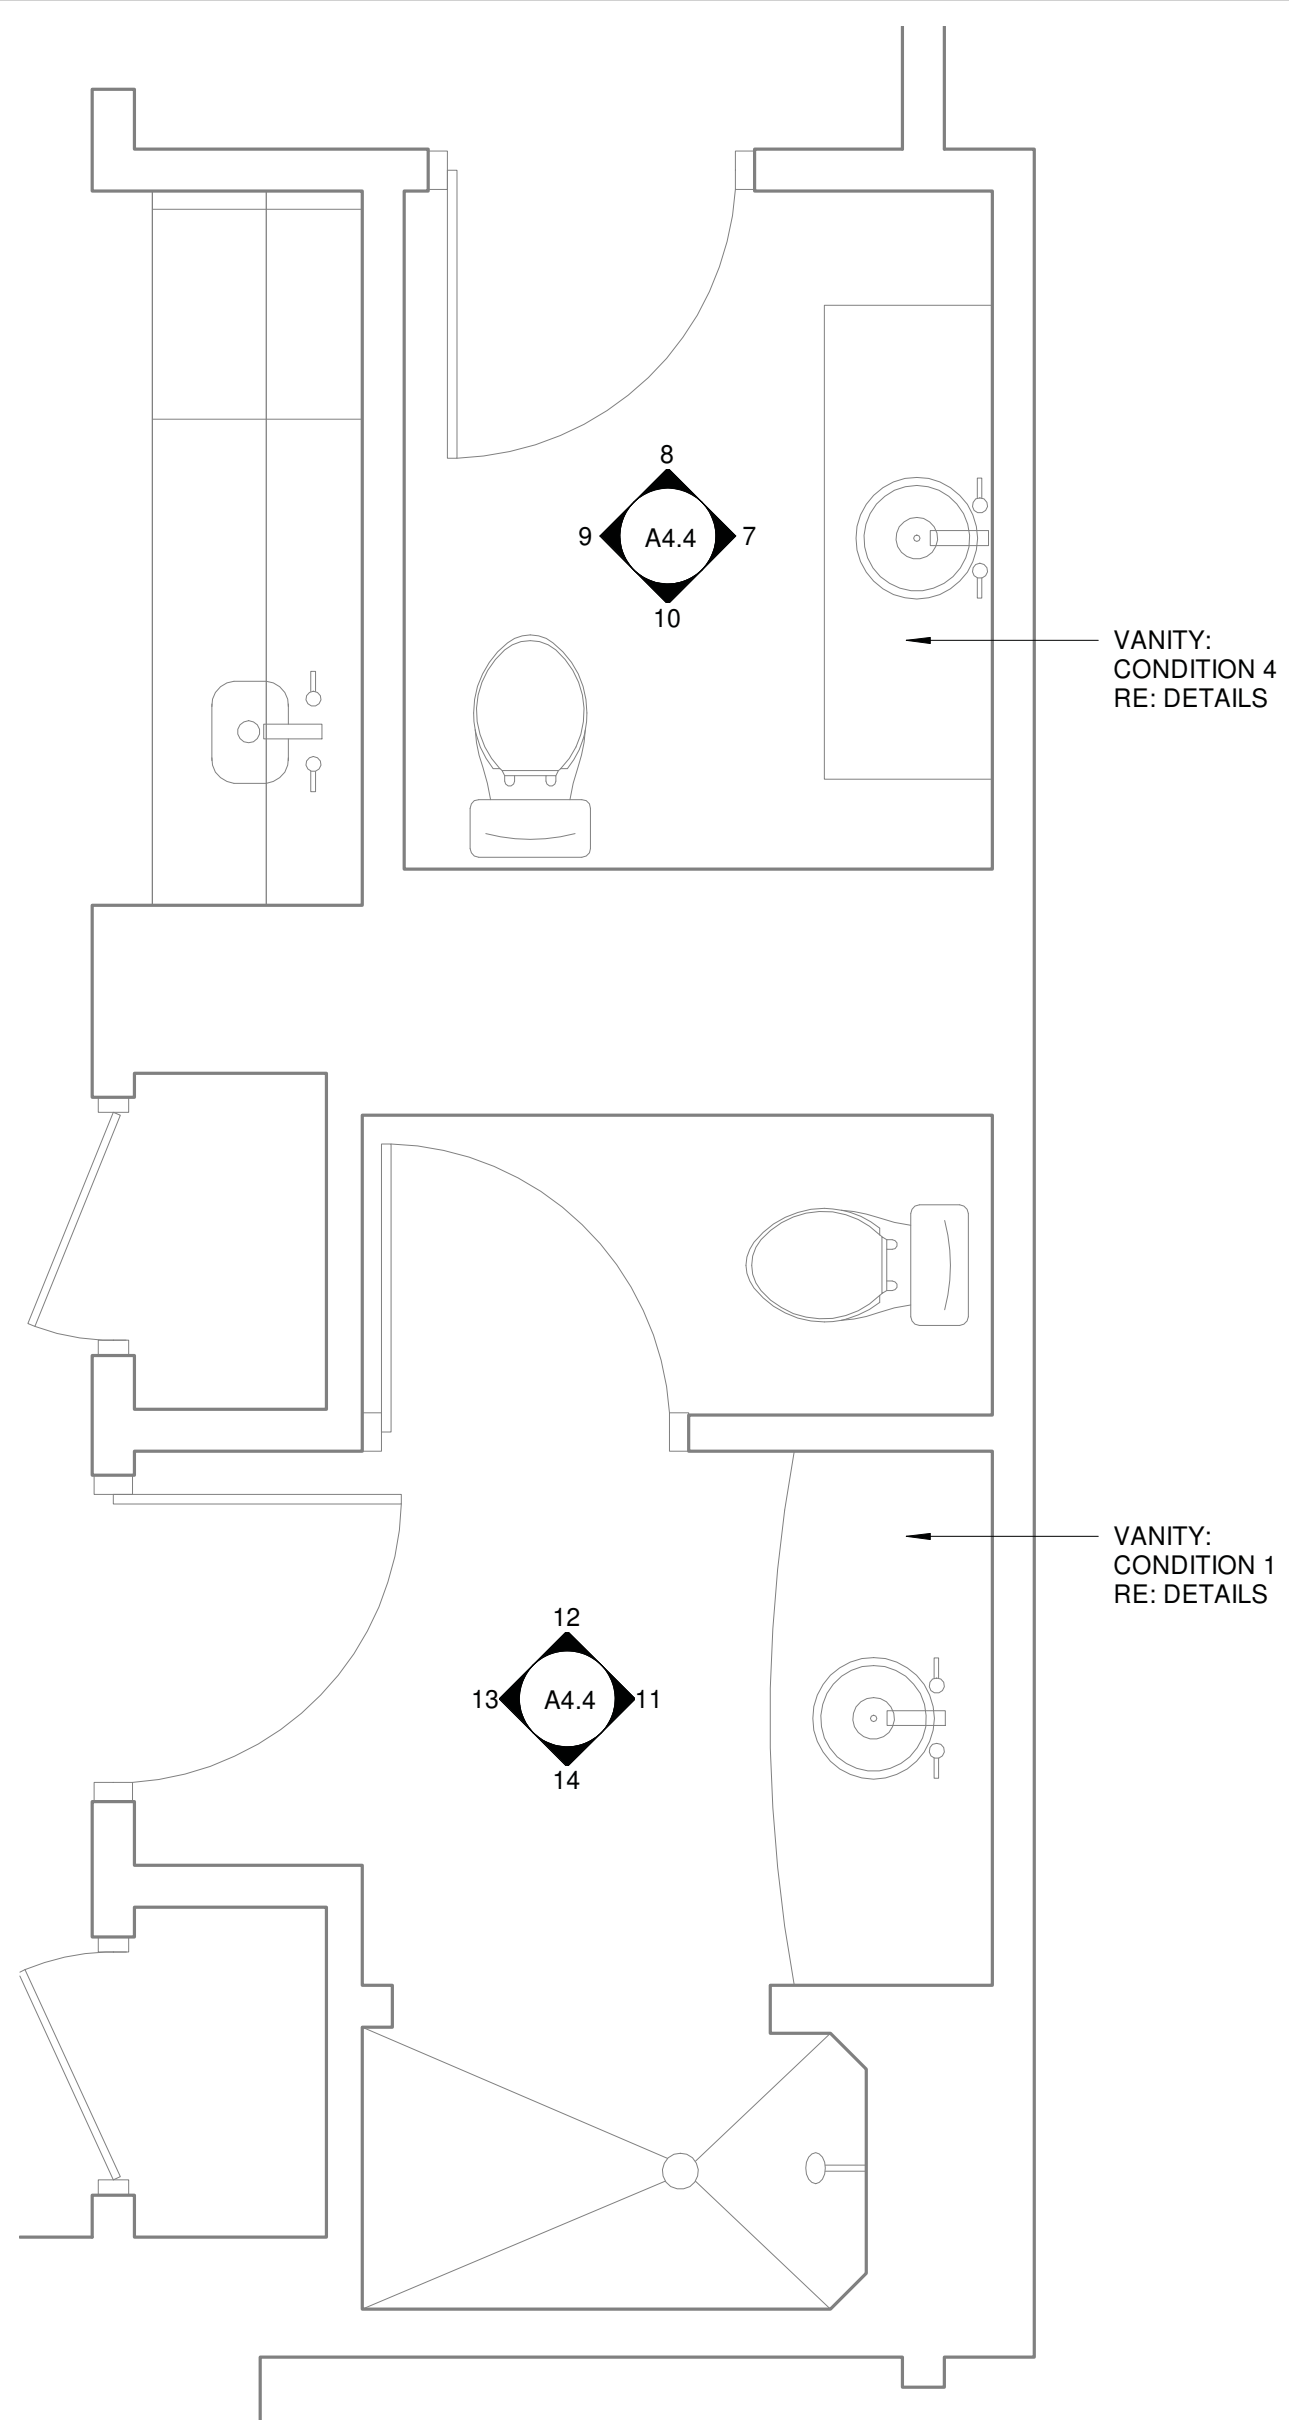 8
9
A4.4
7
10
VANITY:
CONDITION 4
RE: DETAILS
VANITY:
CONDITION 1
RE: DETAILS
12
13
A4.4
11
14